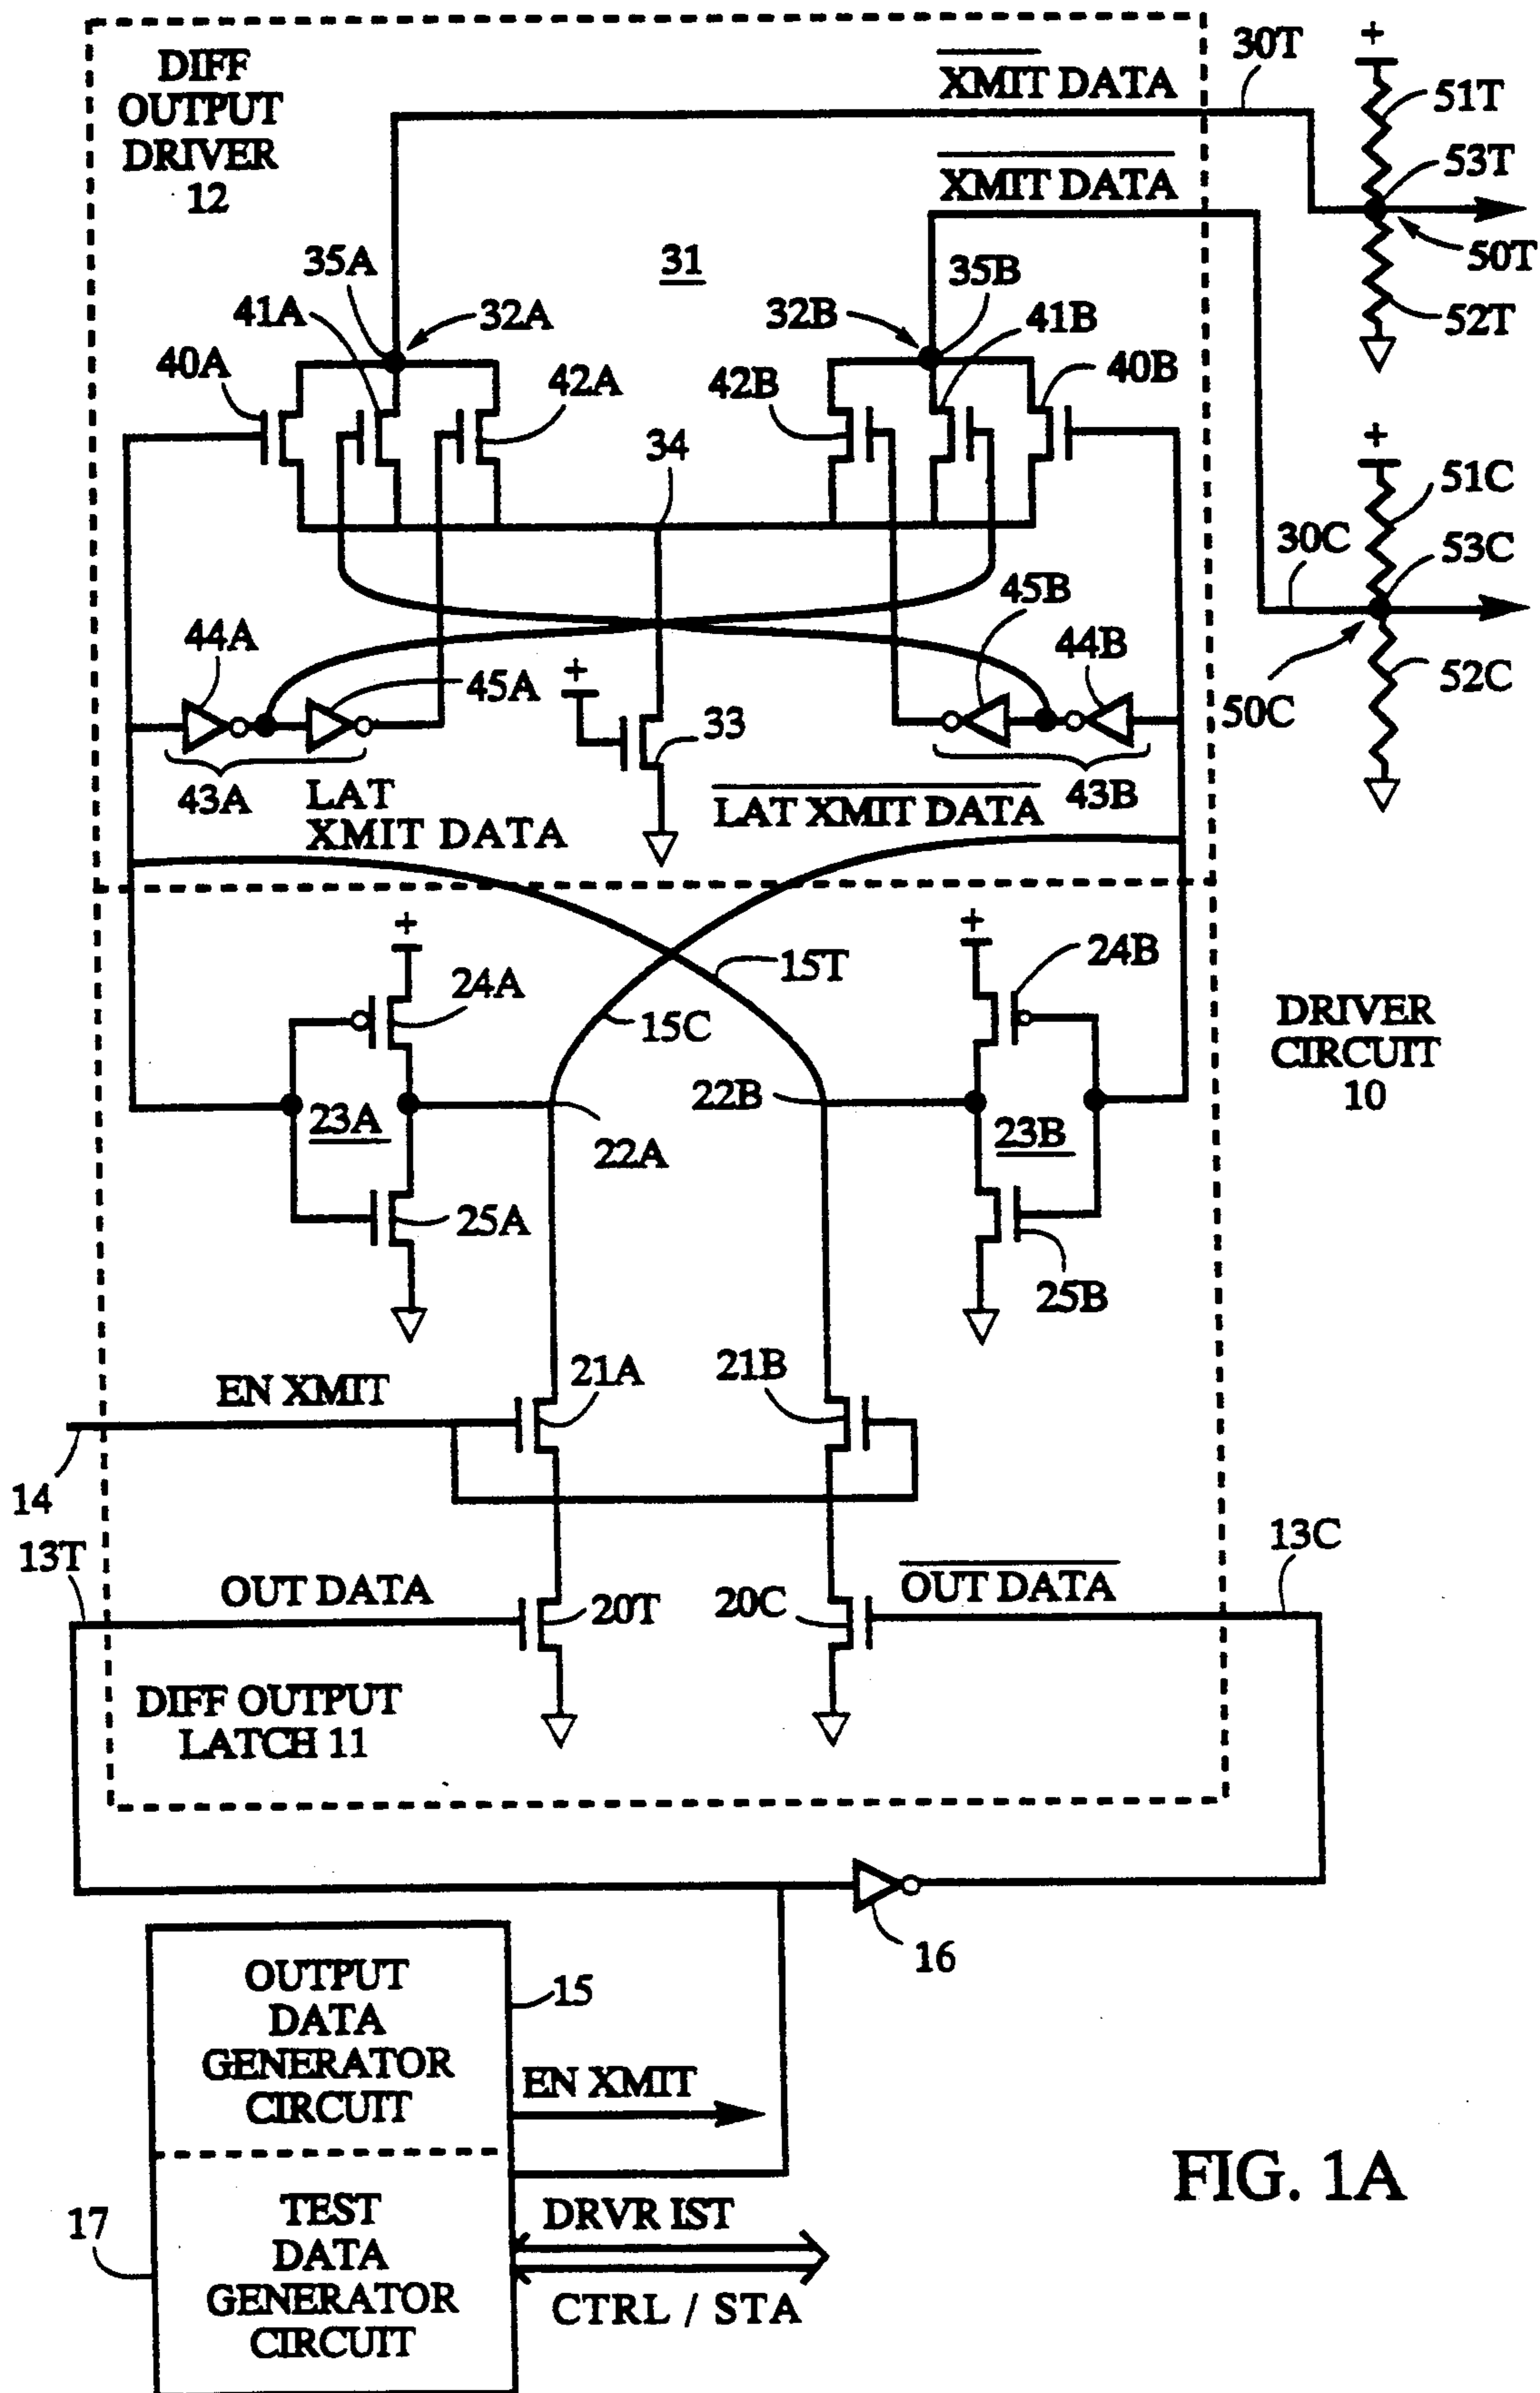 DIFF
OUTPUT
DRIVER
12
XMIT DATA
30T
XMIT DATA
51T
53T
50T
52T
35A
31
35B
41A
32A
32B
41B
40A
42A
42B
40B
34
51C
30C
53C
44A
45A
45B
44B
50C
52C
33
43A
LAT
XMIT DATA
LAT XMIT DATA
43B
24A
15T
24B
15C
DRIVER
CIRCUIT
10
23A
22A
22B
23B
25A
25B
EN XMIT
21A
21B
14
13T
OUT DATA
20T
20C
OUT DATA
13C
DIFF OUTPUT
LATCH 11
16
OUTPUT
DATA
GENERATOR
CIRCUIT
15
EN XMIT
17
TEST
DATA
GENERATOR
CIRCUIT
DRVR IST
CTRL / STA
FIG. 1A